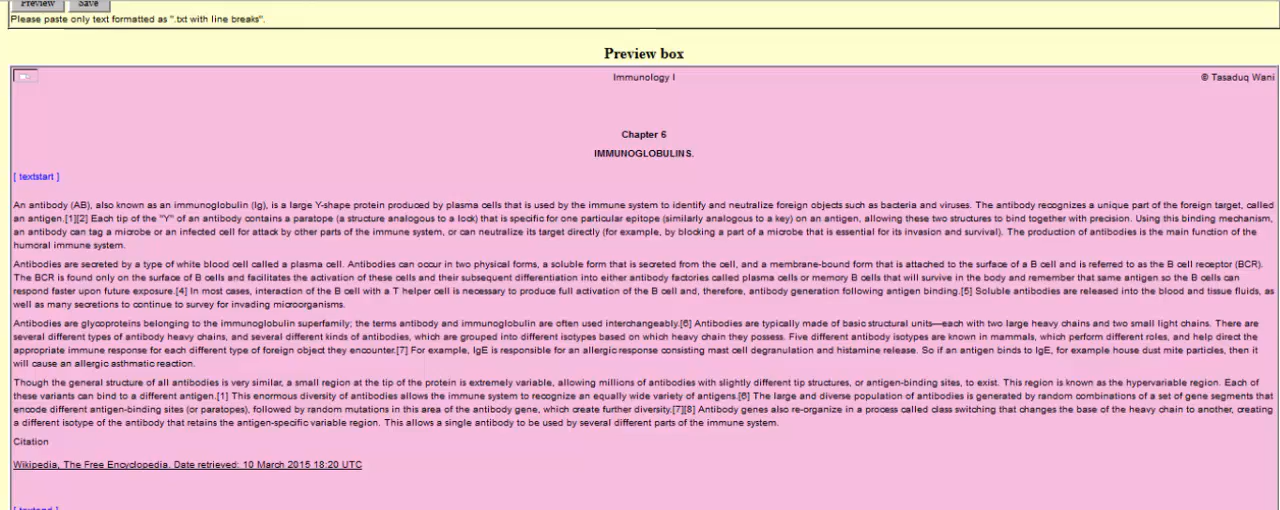 Preview Save
Please paste only text formatted as ".txt with line breaks".
Preview box
Immunology I
© Tasaduq Wani
Chapter 6
IMMUNOGLOBULINS.
[ textstart ]
An antibody (AB), also known as an immunoglobulin (Ig), is a large Y-shape protein produced by plasma cells that is used by the immune system to identify and neutralize foreign objects such as bacteria and viruses. The antibody recognizes a unique part of the foreign target, called
an antigen.[1][2] Each tip of the "Y" of an antibody contains a paratope (a structure analogous to a lock) that is specific for one particular epitope (similarly analogous to a key) on an antigen, allowing these two structures to bind together with precision. Using this binding mechanism,
an antibody can tag a microbe or an infected cell for attack by other parts of the immune system, or can neutralize its target directly (for example, by blocking a part of a microbe that is essential for its invasion and survival). The production of antibodies is the main function of the
humoral immune system.
Antibodies are secreted by a type of white blood cell called a plasma cell. Antibodies can occur in two physical forms, a soluble form that is secreted from the cell, and a membrane-bound form that is attached to the surface of a B cell and is referred to as the B cell receptor (BCR).
The BCR is found only on the surface of B cells and facilitates the activation of these cells and their subsequent differentiation into either antibody factories called plasma cells or memory B cells that will survive in the body and remember that same antigen so the B cells can
respond faster upon future exposure.[4] In most cases, interaction of the B cell with a T helper cell is necessary to produce full activation of the B cell and, therefore, antibody generation following antigen binding.[5] Soluble antibodies are released into the blood and tissue fluids, as
well as many secretions to continue to survey for invading microorganisms.
Antibodies are glycoproteins belonging to the immunoglobulin superfamily; the terms antibody and immunoglobulin are often used interchangeably.[6] Antibodies are typically made of basic structural units—each with two large heavy chains and two small light chains. There are
several different types of antibody heavy chains, and several different kinds of antibodies, which are grouped into different isotypes based on which heavy chain they possess. Five different antibody isotypes are known in mammals, which perform different roles, and help direct the
appropriate immune response for each different type of foreign object they encounter.[7] For example, IgE is responsible for an allergic response consisting mast cell degranulation and histamine release. So if an antigen binds to IgE, for example house dust mite particles, then it
will cause an allergic asthmatic reaction.
Though the general structure of all antibodies is very similar, a small region at the tip of the protein is extremely variable, allowing millions of antibodies with slightly different tip structures, or antigen-binding sites, to exist. This region is known as the hypervariable region. Each of
these variants can bind to a different antigen.[1] This enormous diversity of antibodies allows the immune system to recognize an equally wide variety of antigens.[6] The large and diverse population of antibodies is generated by random combinations of a set of gene segments that
encode different antigen-binding sites (or paratopes), followed by random mutations in this area of the antibody gene, which create further diversity.[7][8] Antibody genes also re-organize in a process called class switching that changes the base of the heavy chain to another, creating
a different isotype of the antibody that retains the antigen-specific variable region. This allows a single antibody to be used by several different parts of the immune system.
Citation
Wikipedia, The Free Encyclopedia. Date retrieved: 10 March 2015 18:20 UTC
[ textend ]